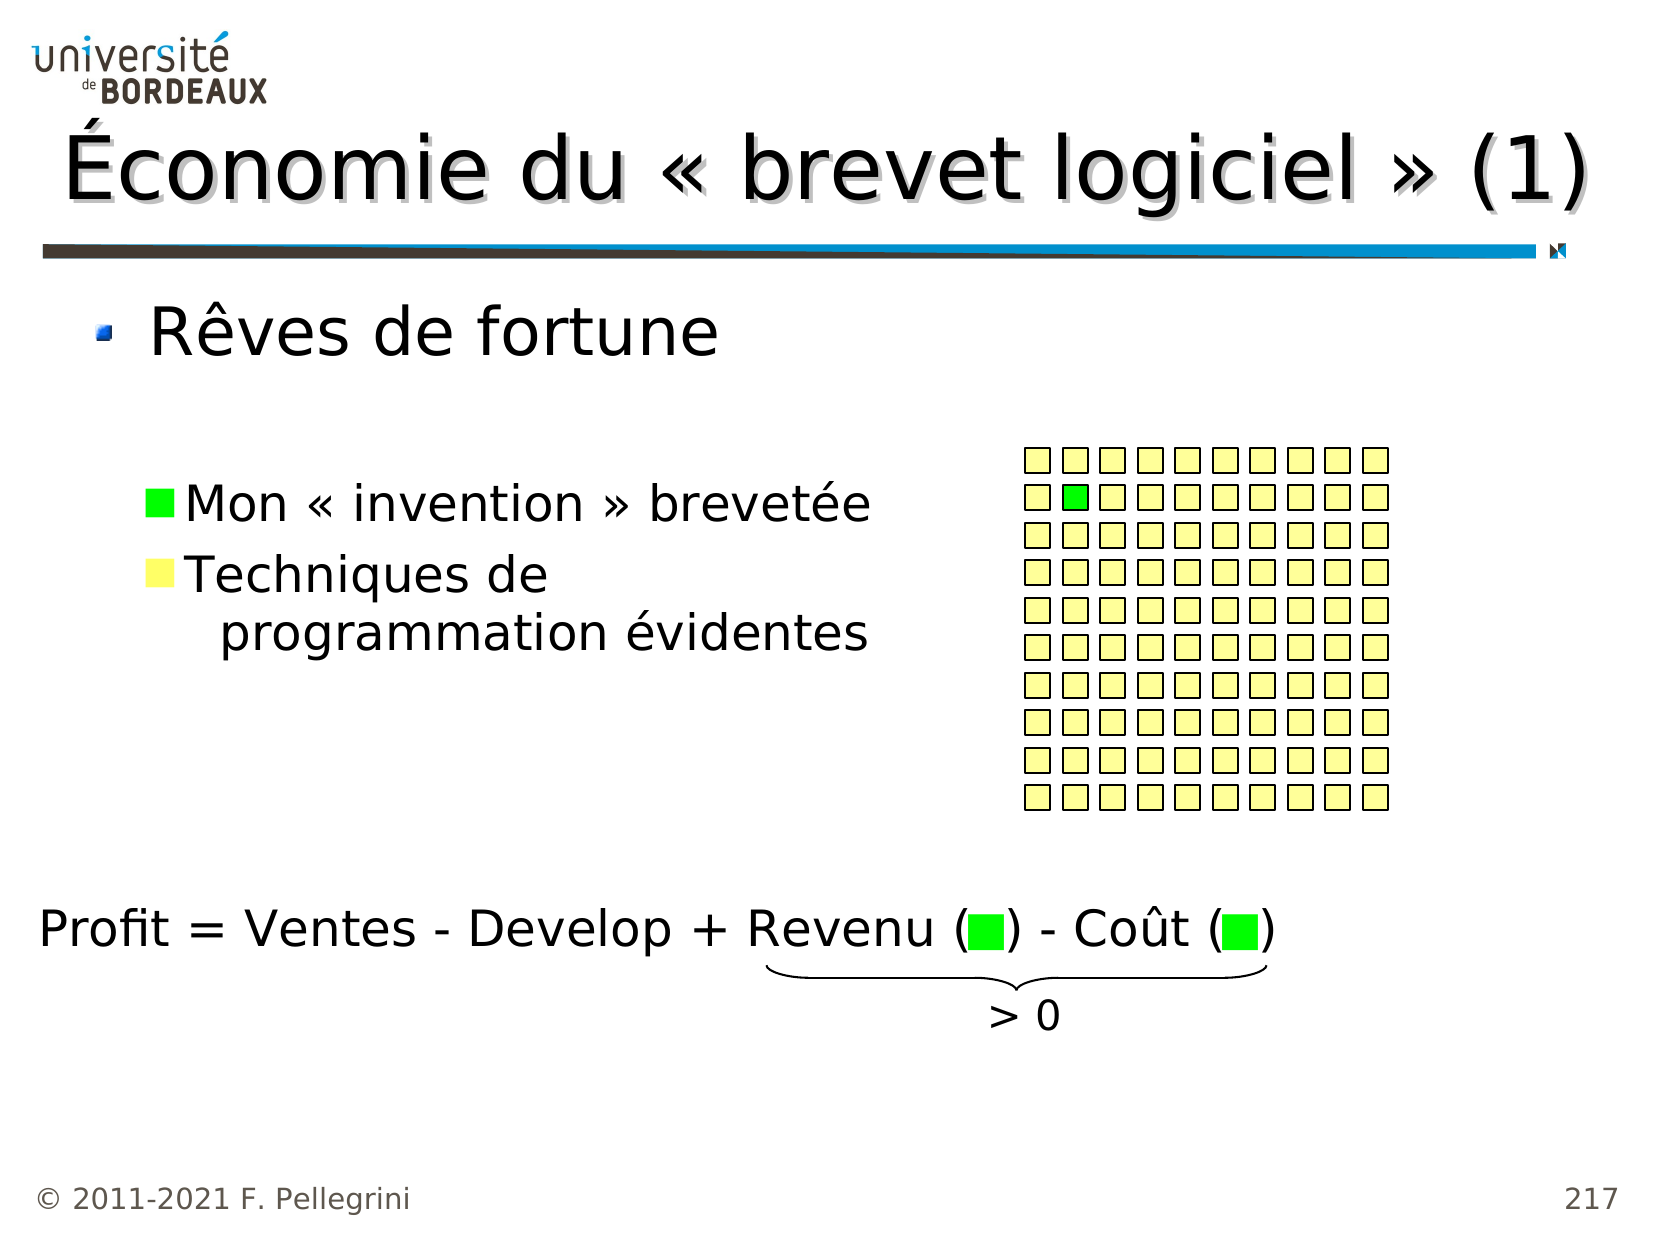 université
de BORDEAUX
Économie du « brevet logiciel » (1)
Rêves de fortune
Mon « invention » brevetée
Techniques de
programmation évidentes
Profit = Ventes - Develop + Revenu ( ) - Coût ( )
> 0
© 2011-2021 F. Pellegrini
217